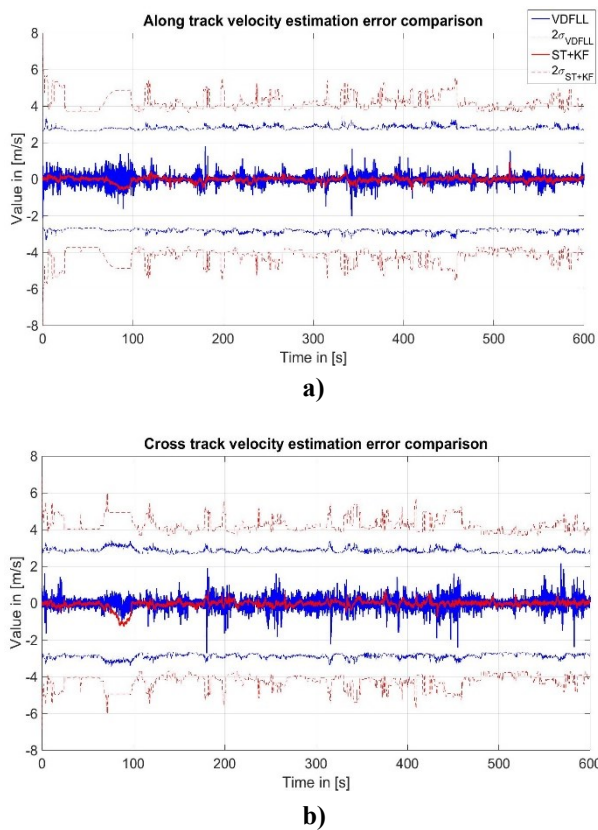 Along track velocity estimation error comparison
VDFLL
2σVDFLL
ST+KF
2σST+KF
8
6
4
2
0
-2
-4
-6
-8
Value in [m/s]
0
100
200
300
400
500
600
Time in [s]
a)
Cross track velocity estimation error comparison
8
6
4
2
0
-2
-4
-6
-8
Value in [m/s]
0
100
200
300
400
500
600
Time in [s]
b)